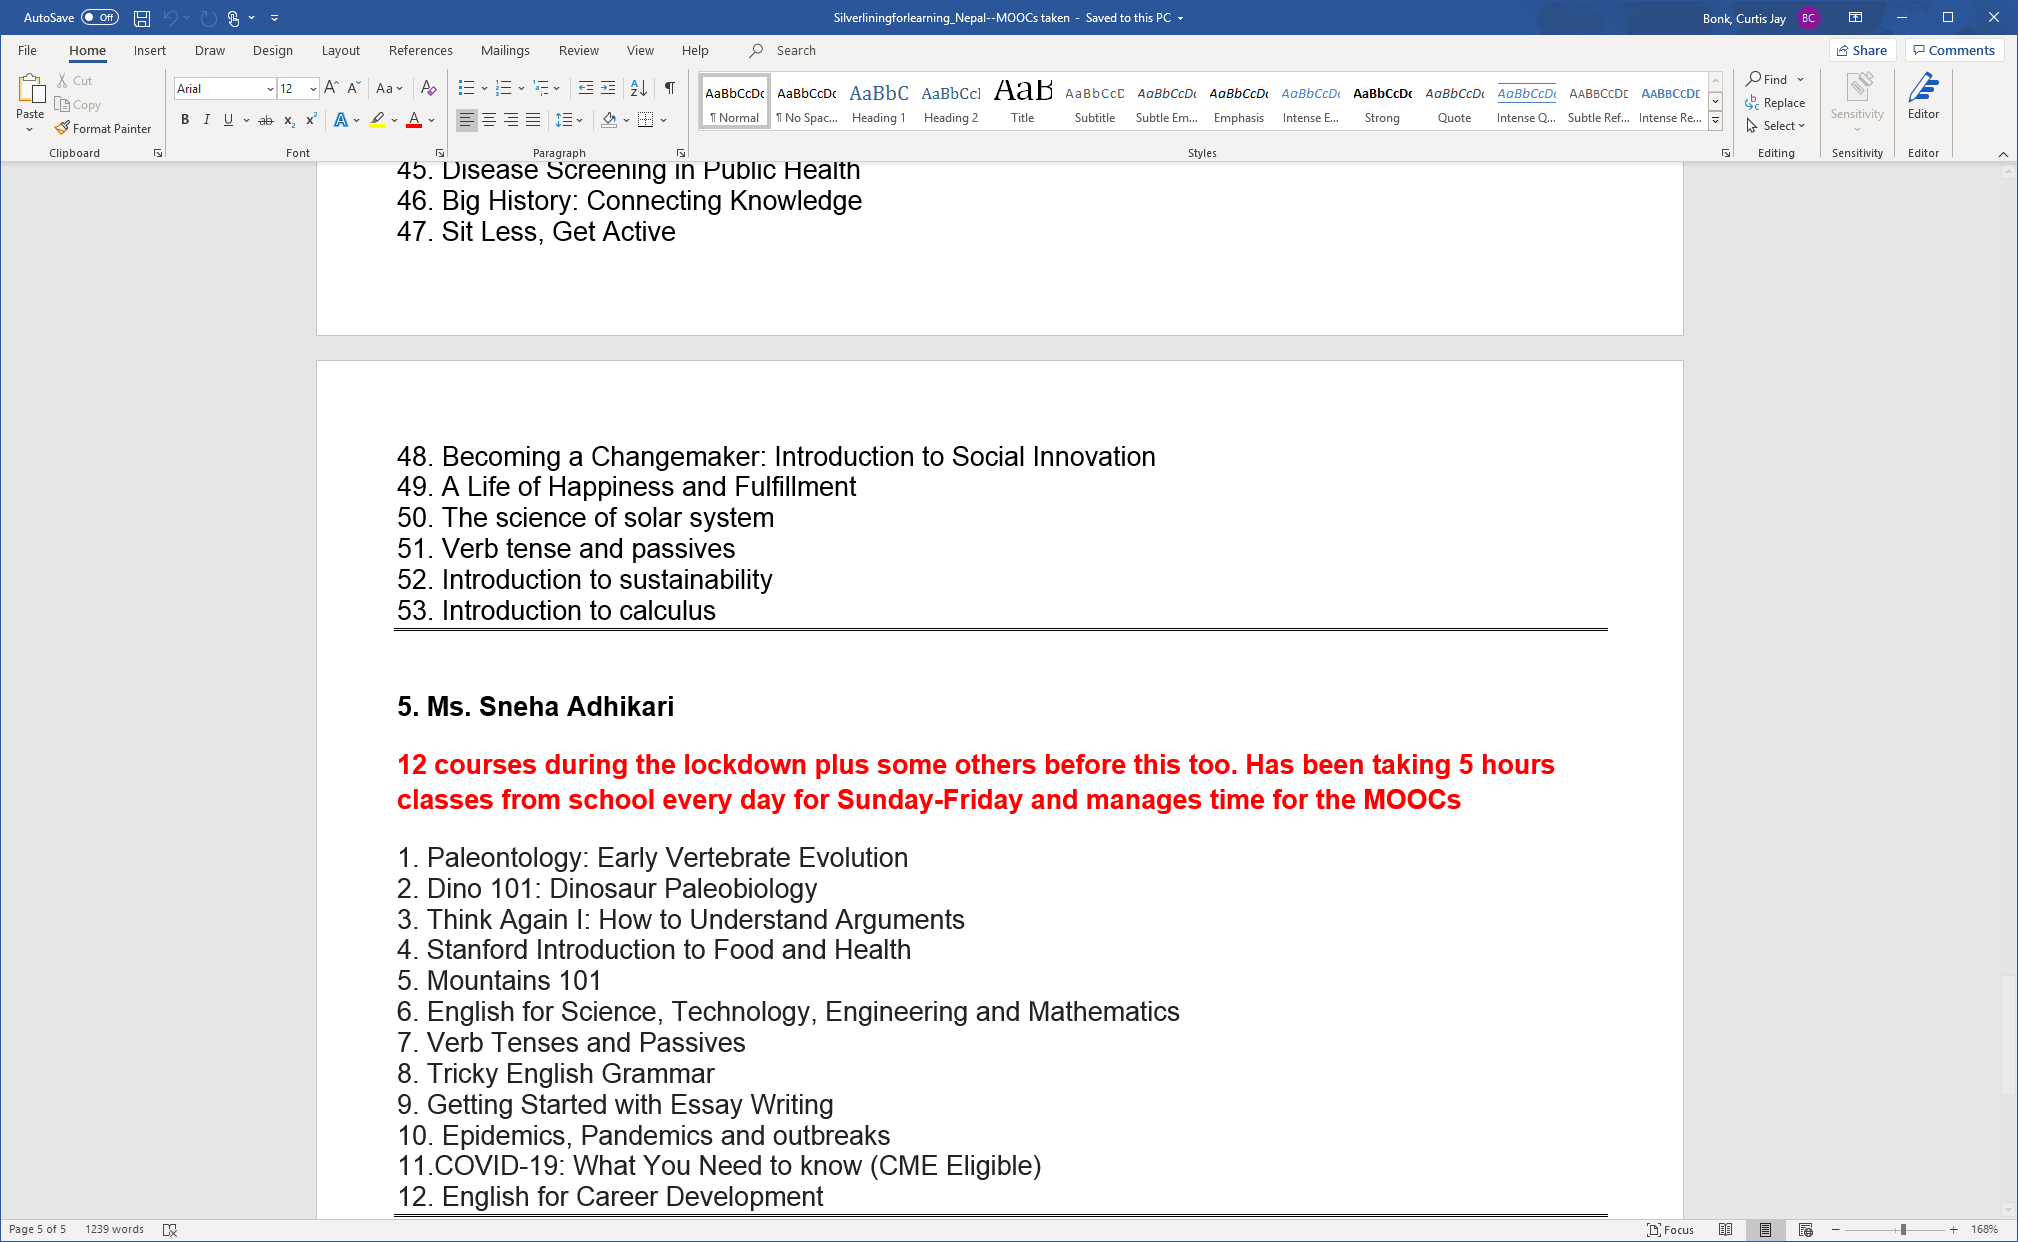 AutoSave Off Silverliningforlearning_Nepal--MOOCs taken - Saved to this PC Bonk, Curtis Jay BC
File Home Insert Draw Design Layout References Mailings Review View Help Search Share Comments
Paste Cut Copy Format Painter
Clipboard
Arial 12
Font
Paragraph
AaBbCcDc AaBbCcDc AaBbC AaBbCcI AaB AaBbCcD AaBbCcDc AaBbCcDc AaBbCcDc AaBbCcDc AaBbCcDc AaBbCcDc AABBCCDE AABBCCDE
¶ Normal ¶ No Spac... Heading 1 Heading 2 Title Subtitle Subtle Em... Emphasis Intense E... Strong Quote Intense Q... Subtle Ref... Intense Re...
Styles
Find
Replace
Select
Editing
Sensitivity
Sensitivity
Editor
Editor
45. Disease Screening in Public Health
46. Big History: Connecting Knowledge
47. Sit Less, Get Active
48. Becoming a Changemaker: Introduction to Social Innovation
49. A Life of Happiness and Fulfillment
50. The science of solar system
51. Verb tense and passives
52. Introduction to sustainability
53. Introduction to calculus
5. Ms. Sneha Adhikari
12 courses during the lockdown plus some others before this too. Has been taking 5 hours
classes from school every day for Sunday-Friday and manages time for the MOOCs
1. Paleontology: Early Vertebrate Evolution
2. Dino 101: Dinosaur Paleobiology
3. Think Again I: How to Understand Arguments
4. Stanford Introduction to Food and Health
5. Mountains 101
6. English for Science, Technology, Engineering and Mathematics
7. Verb Tenses and Passives
8. Tricky English Grammar
9. Getting Started with Essay Writing
10. Epidemics, Pandemics and outbreaks
11.COVID-19: What You Need to know (CME Eligible)
12. English for Career Development
Page 5 of 5 1239 words Focus 168%